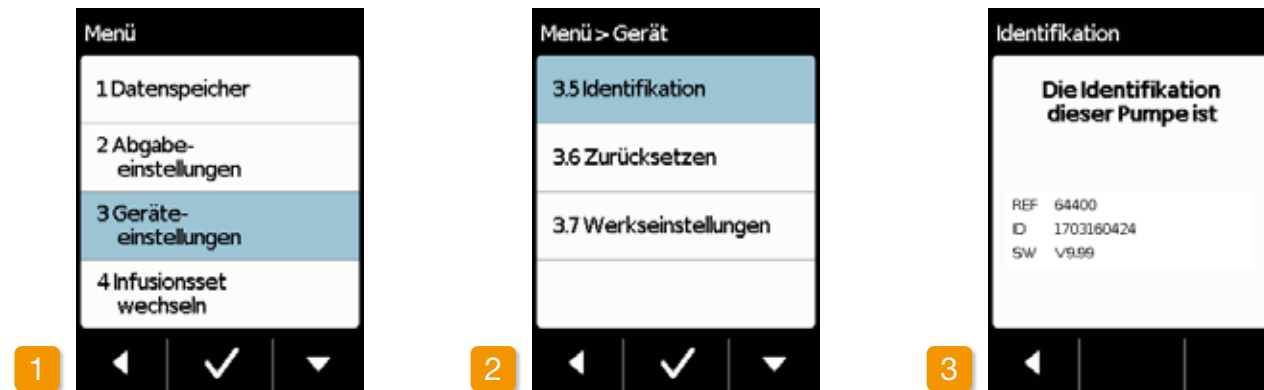 Menü
1 Datenspeicher
2 Abgabe-
einstellungen
3 Geräte-
einstellungen
4 Infusionsset
wechseln
1
Menü > Gerät
3.5 Identifikation
3.6 Zurücksetzen
3.7 Werkseinstellungen
2
Identifikation
Die Identifikation
dieser Pumpe ist
REF 64400
ID 1703160424
SW V9.99
3